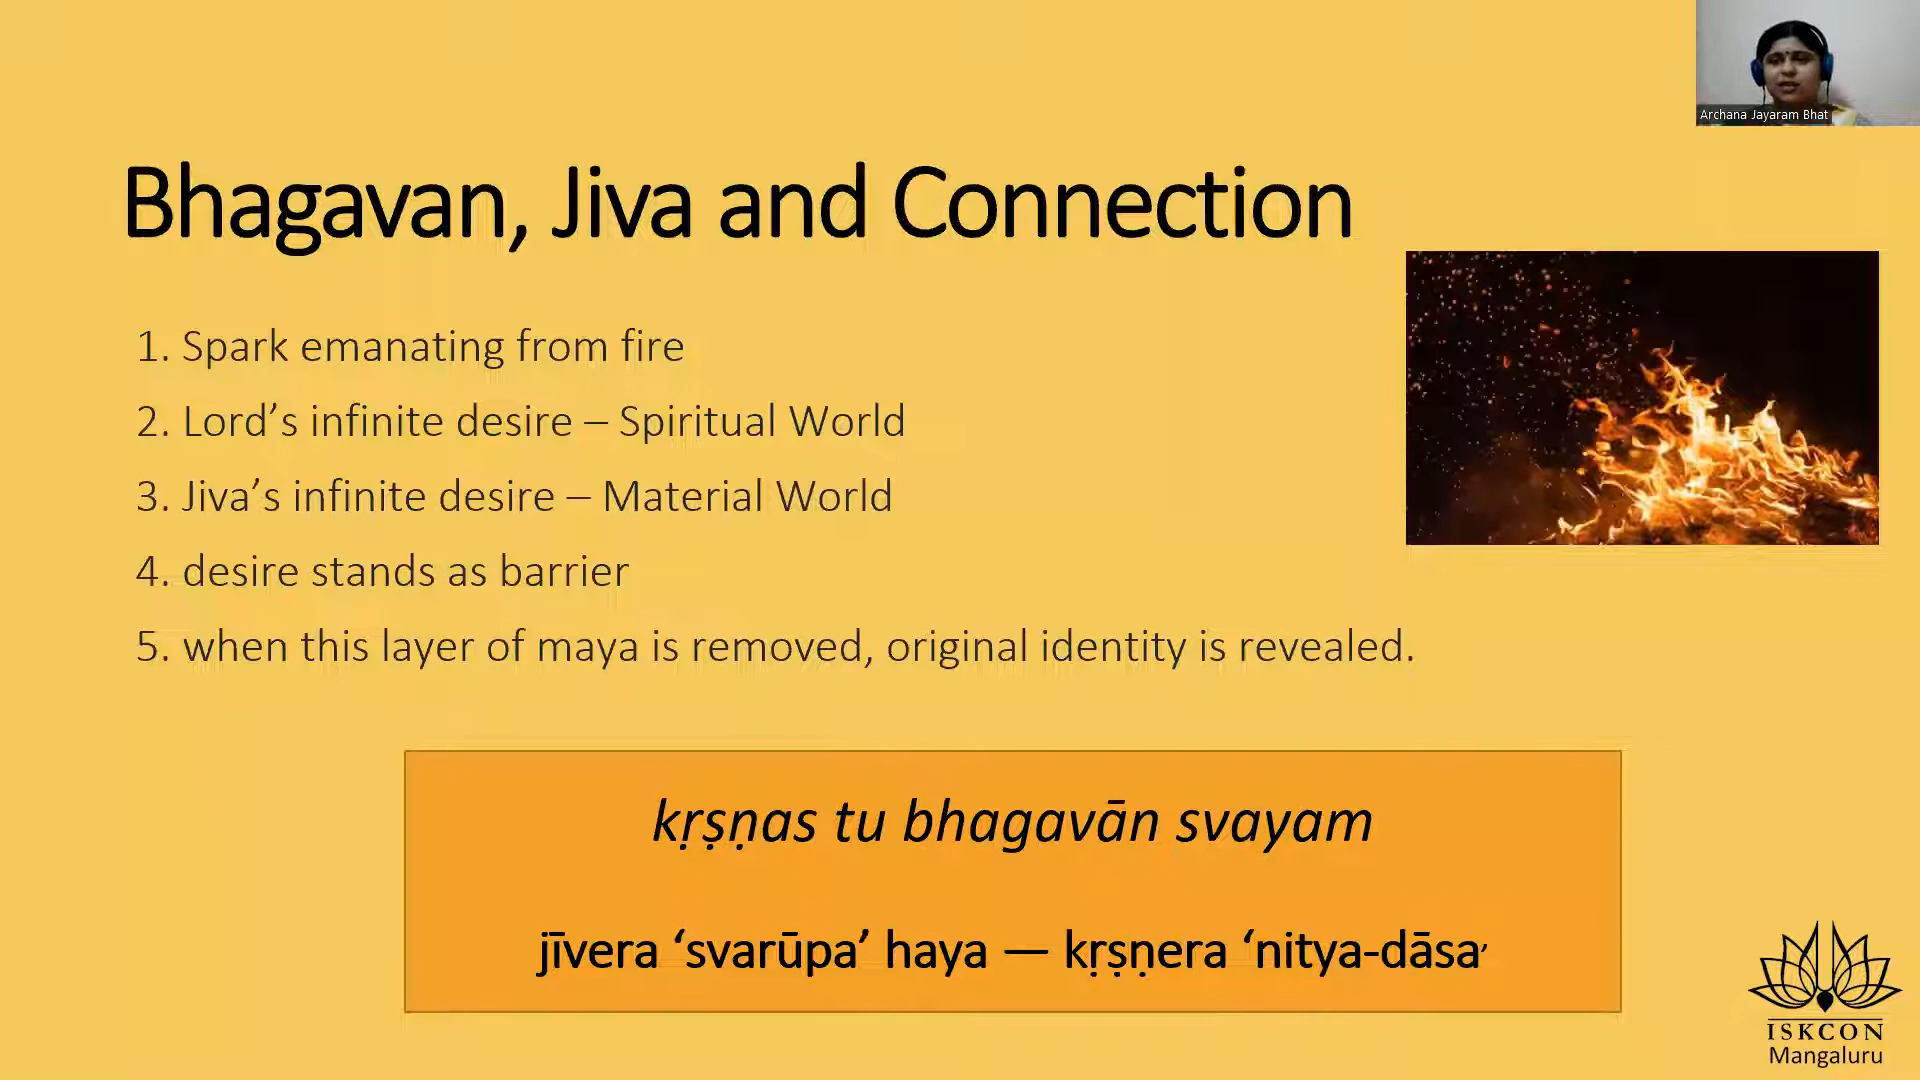 Archana Jayaram Bhat
Bhagavan, Jiva and Connection
1. Spark emanating from fire
2. Lord’s infinite desire – Spiritual World
3. Jiva’s infinite desire – Material World
4. desire stands as barrier
5. when this layer of maya is removed, original identity is revealed.
kṛṣṇas tu bhagavān svayam
jīvera ‘svarūpa’ haya — kṛṣṇera ‘nitya-dāsa’
ISKCON
Mangaluru